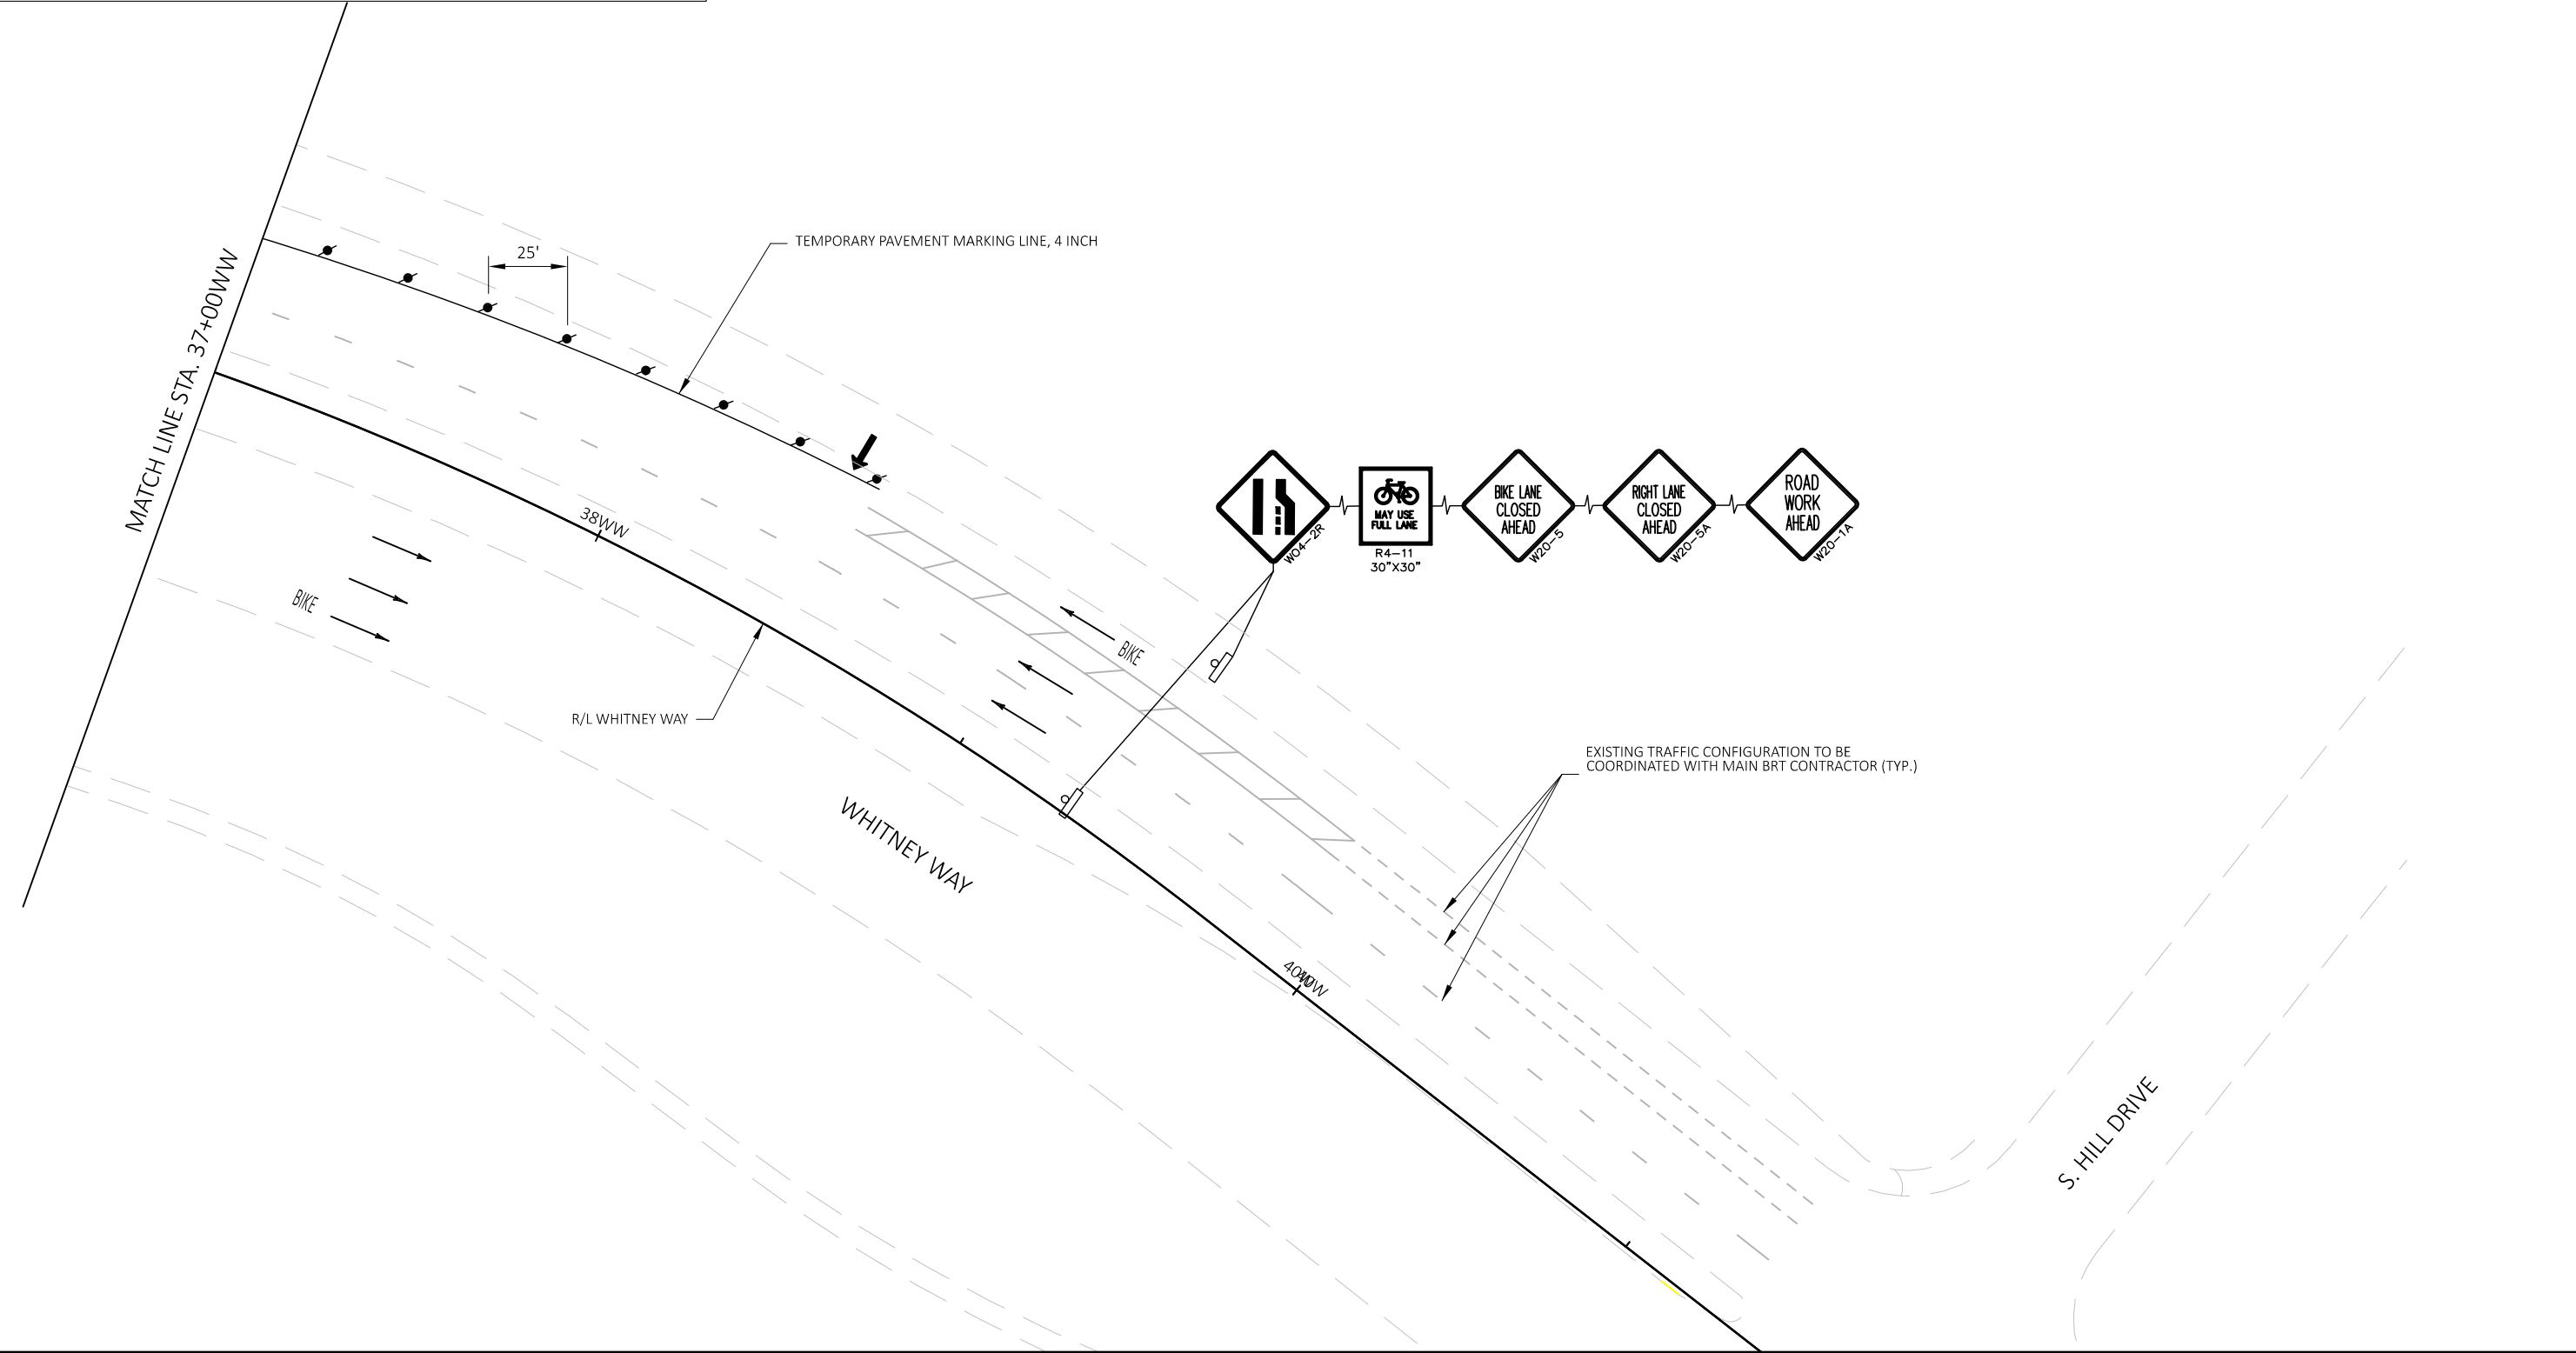 MATCH LINE STA. 37+00WW
25'
TEMPORARY PAVEMENT MARKING LINE, 4 INCH
38WW
BIKE
R/L WHITNEY WAY
WHITNEY WAY
BIKE
WO4-2R
MAY USE
FULL LANE
R4-11
30"X30"
BIKE LANE
CLOSED
AHEAD
W20-5
RIGHT LANE
CLOSED
AHEAD
W20-5A
ROAD
WORK
AHEAD
W20-1A
EXISTING TRAFFIC CONFIGURATION TO BE
COORDINATED WITH MAIN BRT CONTRACTOR (TYP.)
S. HILL DRIVE